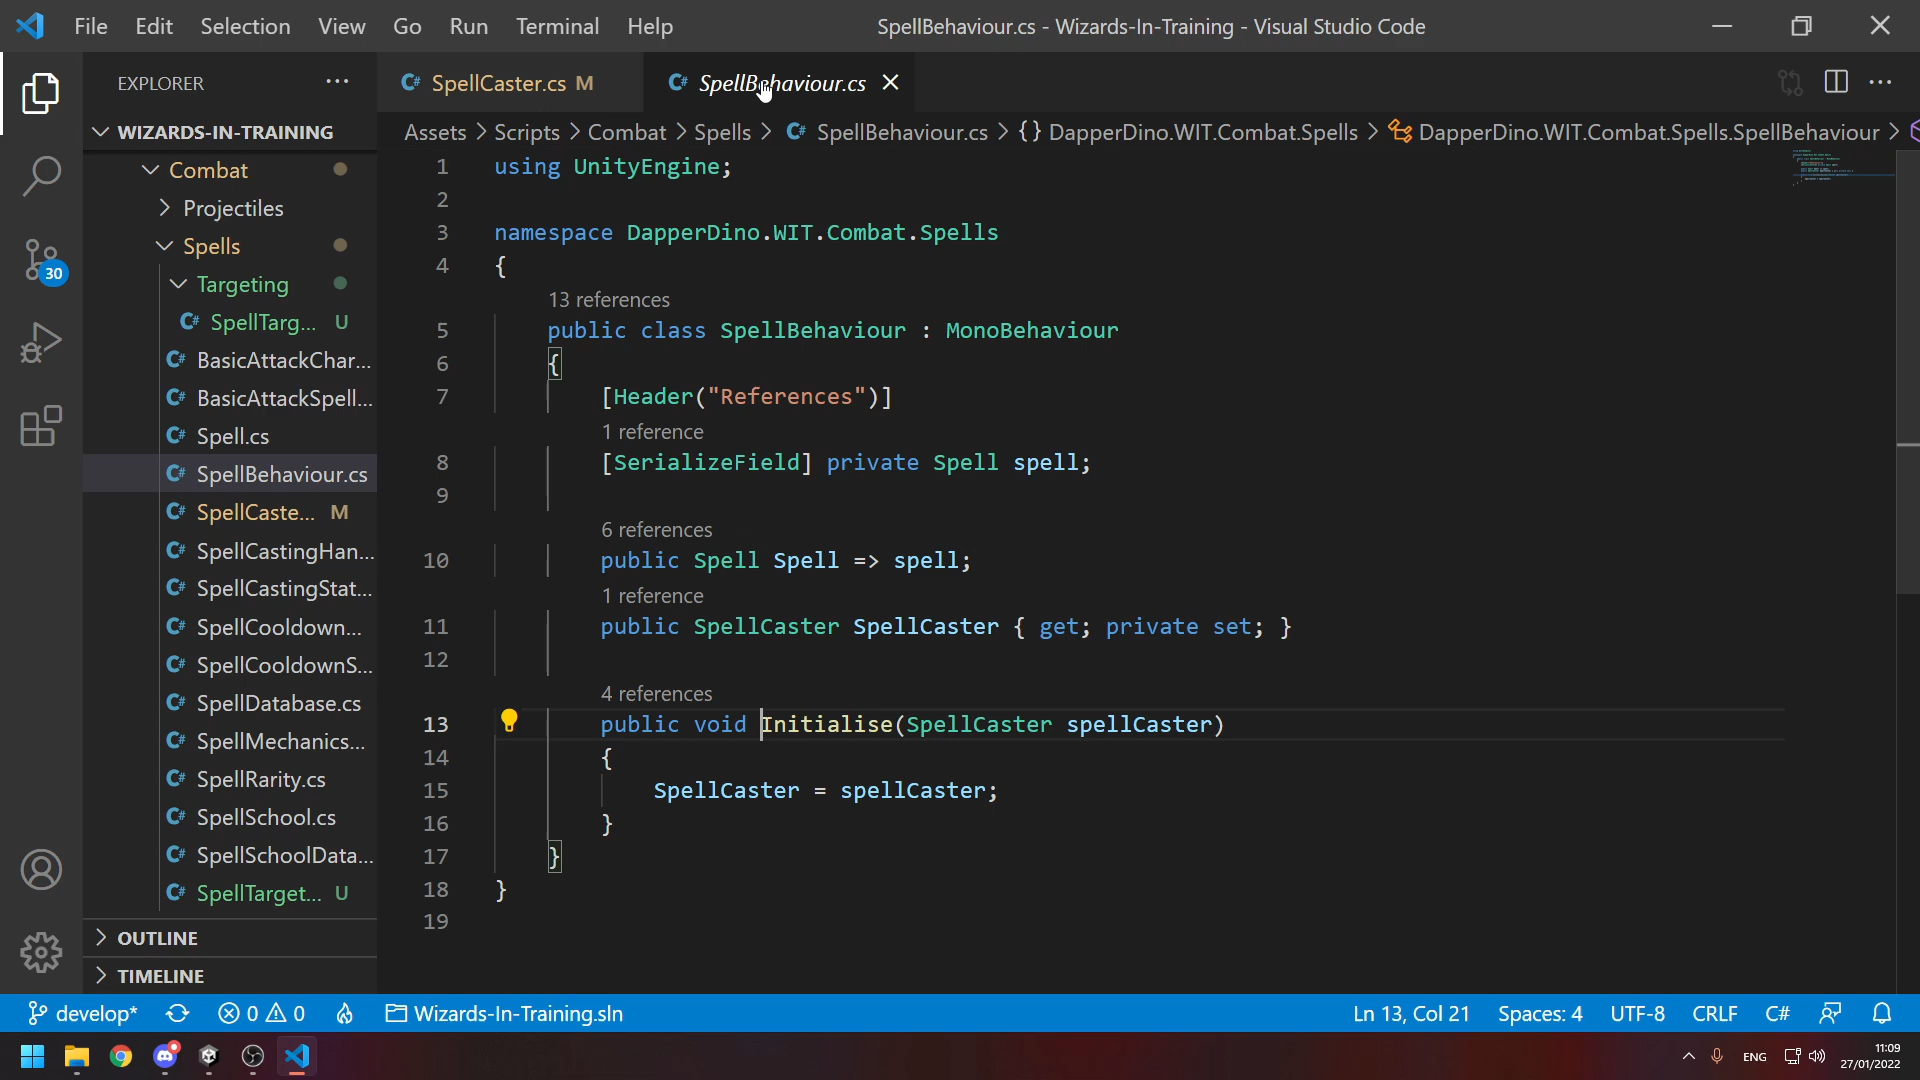 File Edit Selection View Go Run Terminal Help SpellBehaviour.cs - Wizards-In-Training - Visual Studio Code
EXPLORER
SpellCaster.cs M
SpellBehaviour.cs
WIZARDS-IN-TRAINING
Assets > Scripts > Combat > Spells > C# SpellBehaviour.cs > {} DapperDino.WIT.Combat.Spells > DapperDino.WIT.Combat.Spells.SpellBehaviour >
Combat
Projectiles
Spells
Targeting
C# SpellTarg... U
C# BasicAttackChar...
C# BasicAttackSpell...
C# Spell.cs
C# SpellBehaviour.cs
C# SpellCaste... M
C# SpellCastingHan...
C# SpellCastingStat...
C# SpellCooldown...
C# SpellCooldownS...
C# SpellDatabase.cs
C# SpellMechanics...
C# SpellRarity.cs
C# SpellSchool.cs
C# SpellSchoolData...
C# SpellTarget... U
OUTLINE
TIMELINE
30
1 using UnityEngine;
2
3 namespace DapperDino.WIT.Combat.Spells
4 {
13 references
5 public class SpellBehaviour : MonoBehaviour
6 {
7 [Header("References")]
1 reference
8 [SerializeField] private Spell spell;
9
6 references
10 public Spell Spell => spell;
1 reference
11 public SpellCaster SpellCaster { get; private set; }
12
4 references
13 public void Initialise(SpellCaster spellCaster)
14 {
15 SpellCaster = spellCaster;
16 }
17 }
18 }
19
develop* 0 0 Wizards-In-Training.sln Ln 13, Col 21 Spaces: 4 UTF-8 CRLF C#
ENG
11:09
27/01/2022